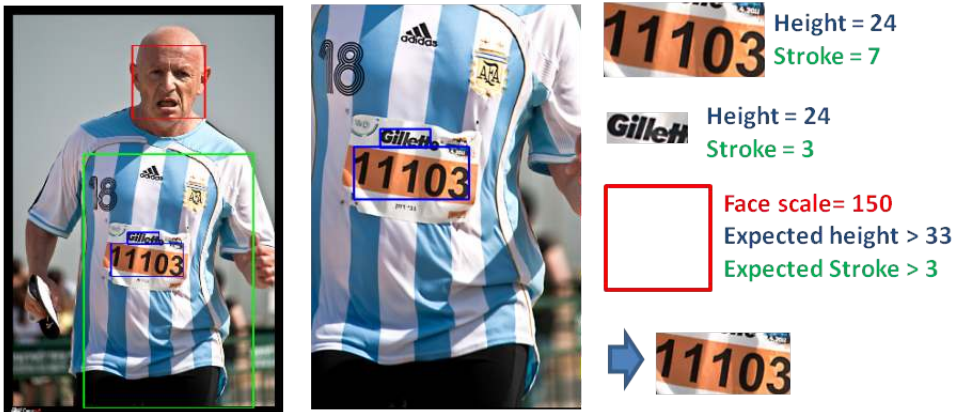 18
adidas
AFA
Gillette
11103
18
adidas
AFA
Gillette
11103
11103
Height = 24
Stroke = 7
Gillett
Height = 24
Stroke = 3
Face scale= 150
Expected height > 33
Expected Stroke > 3
11103